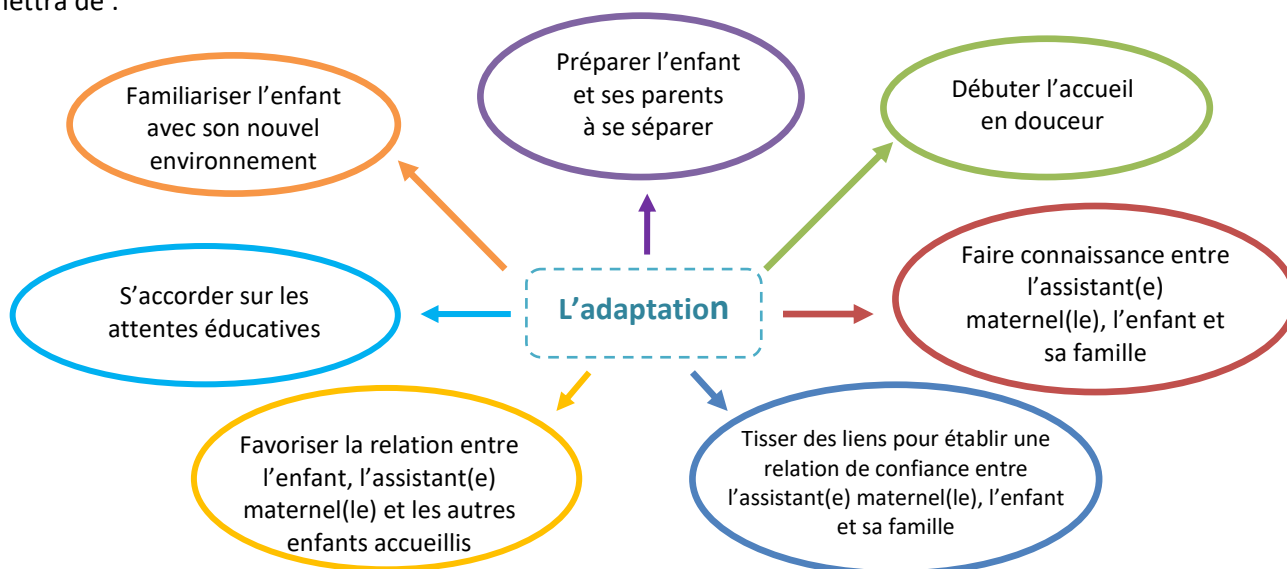 ettra de :
Préparer l’enfant
et ses parents
à se séparer
Familiariser l’enfant
avec son nouvel
environnement
Débuter l’accueil
en douceur
S’accorder sur les
attentes éducatives
L’adaptation
Faire connaissance entre
l’assistant(e)
maternel(le), l’enfant et
sa famille
Favoriser la relation entre
l’enfant, l’assistant(e)
maternel(le) et les autres
enfants accueillis
Tisser des liens pour établir une
relation de confiance entre
l’assistant(e) maternel(le), l’enfant
et sa famille